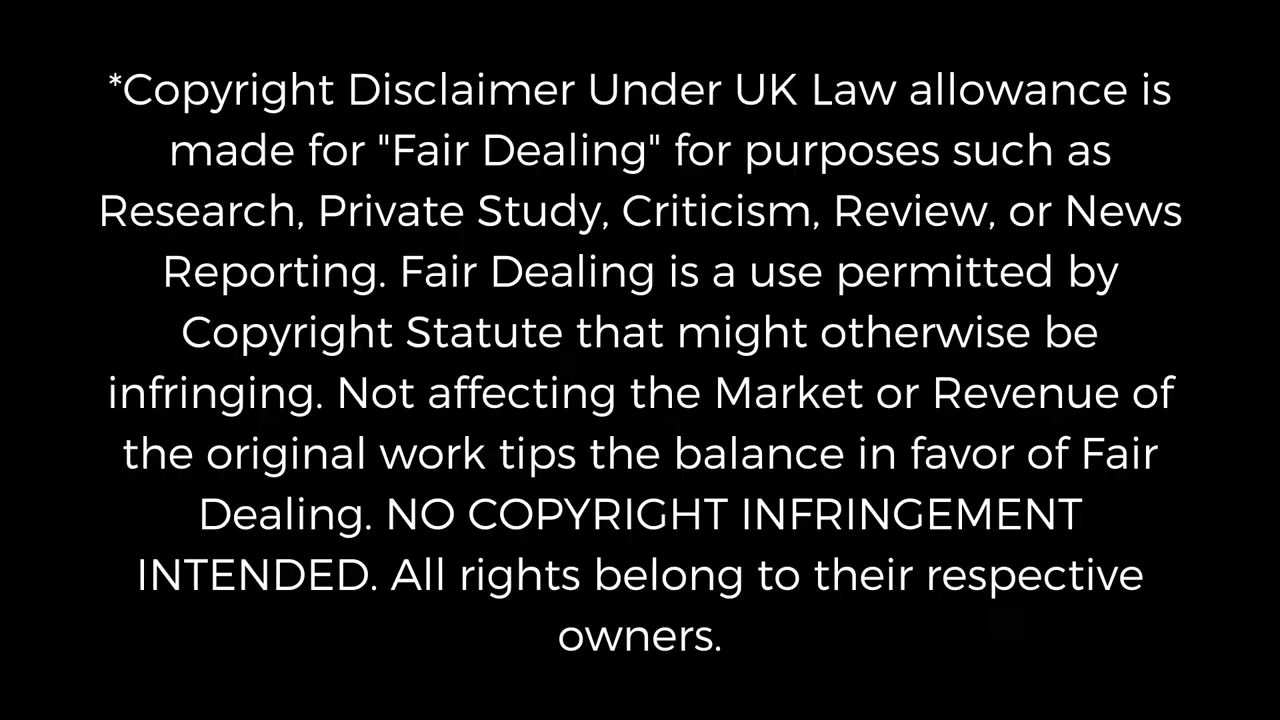 *Copyright Disclaimer Under UK Law allowance is
made for "Fair Dealing" for purposes such as
Research, Private Study, Criticism, Review, or News
Reporting. Fair Dealing is a use permitted by
Copyright Statute that might otherwise be
infringing. Not affecting the Market or Revenue of
the original work tips the balance in favor of Fair
Dealing. NO COPYRIGHT INFRINGEMENT
INTENDED. All rights belong to their respective
owners.